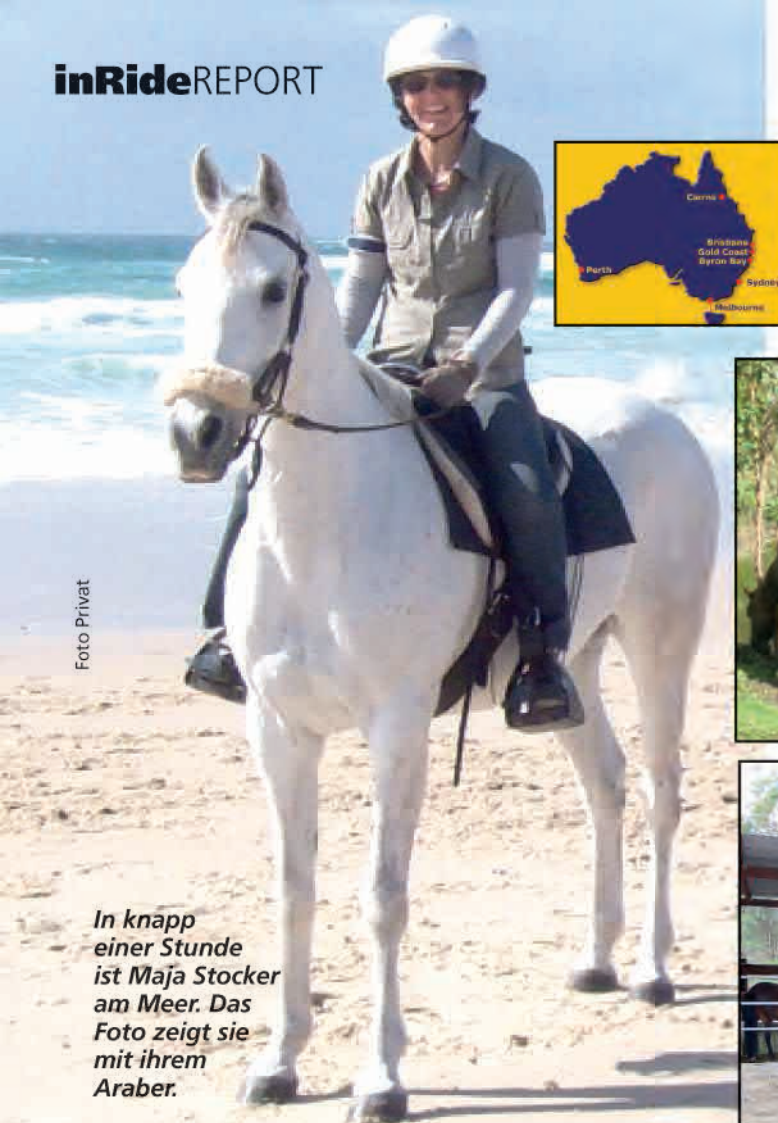 inRideREPORT
Cairns
Brisbane
Gold Coast
Byron Bay
Perth
Sydney
Melbourne
Foto Privat
In knapp
einer Stunde
ist Maja Stocker
am Meer. Das
Foto zeigt sie
mit ihrem
Araber.